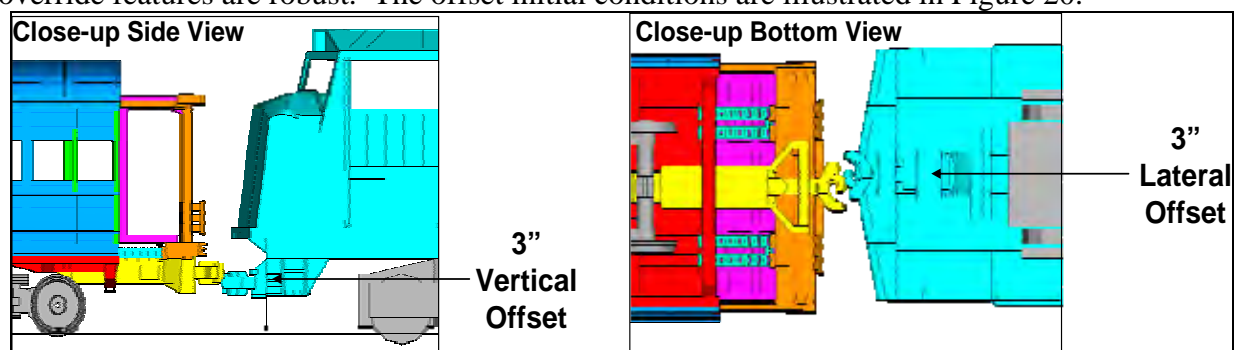 override features are robust. The offset initial conditions are illustrated in Figure 20.
Close-up Side View
3”
Vertical
Offset
Close-up Bottom View
3”
Lateral
Offset